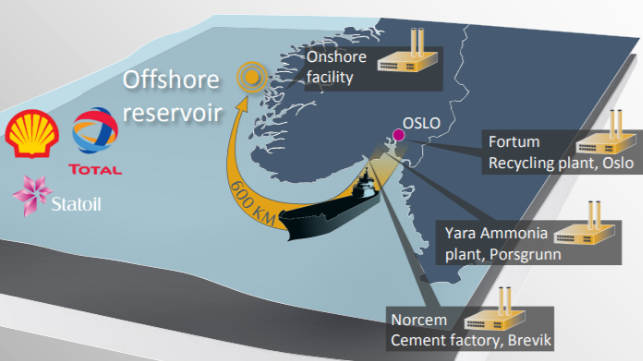 Onshore
facility
Offshore
reservoir
OSLO
Fortum
Recycling plant, Oslo
TOTAL
Statoil
600 KM
Yara Ammonia
plant, Porsgrunn
Norcem
Cement factory, Brevik